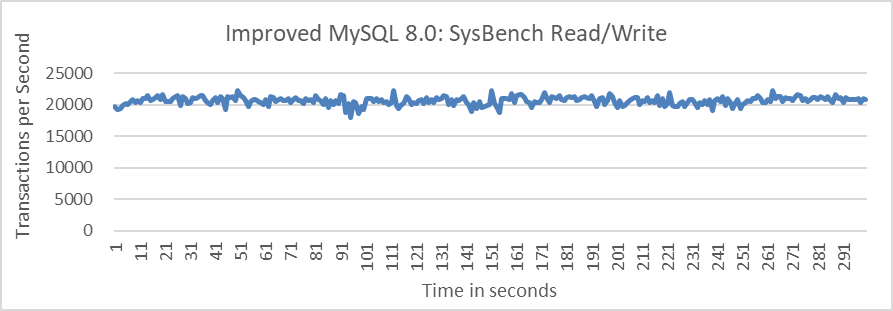 Improved MySQL 8.0: SysBench Read/Write
Transactions per Second
25000
20000
15000
10000
5000
0
1 11 21 31 41 51 61 71 81 91 101 111 121 131 141 151 161 171 181 191 201 211 221 231 241 251 261 271 281 291
Time in seconds